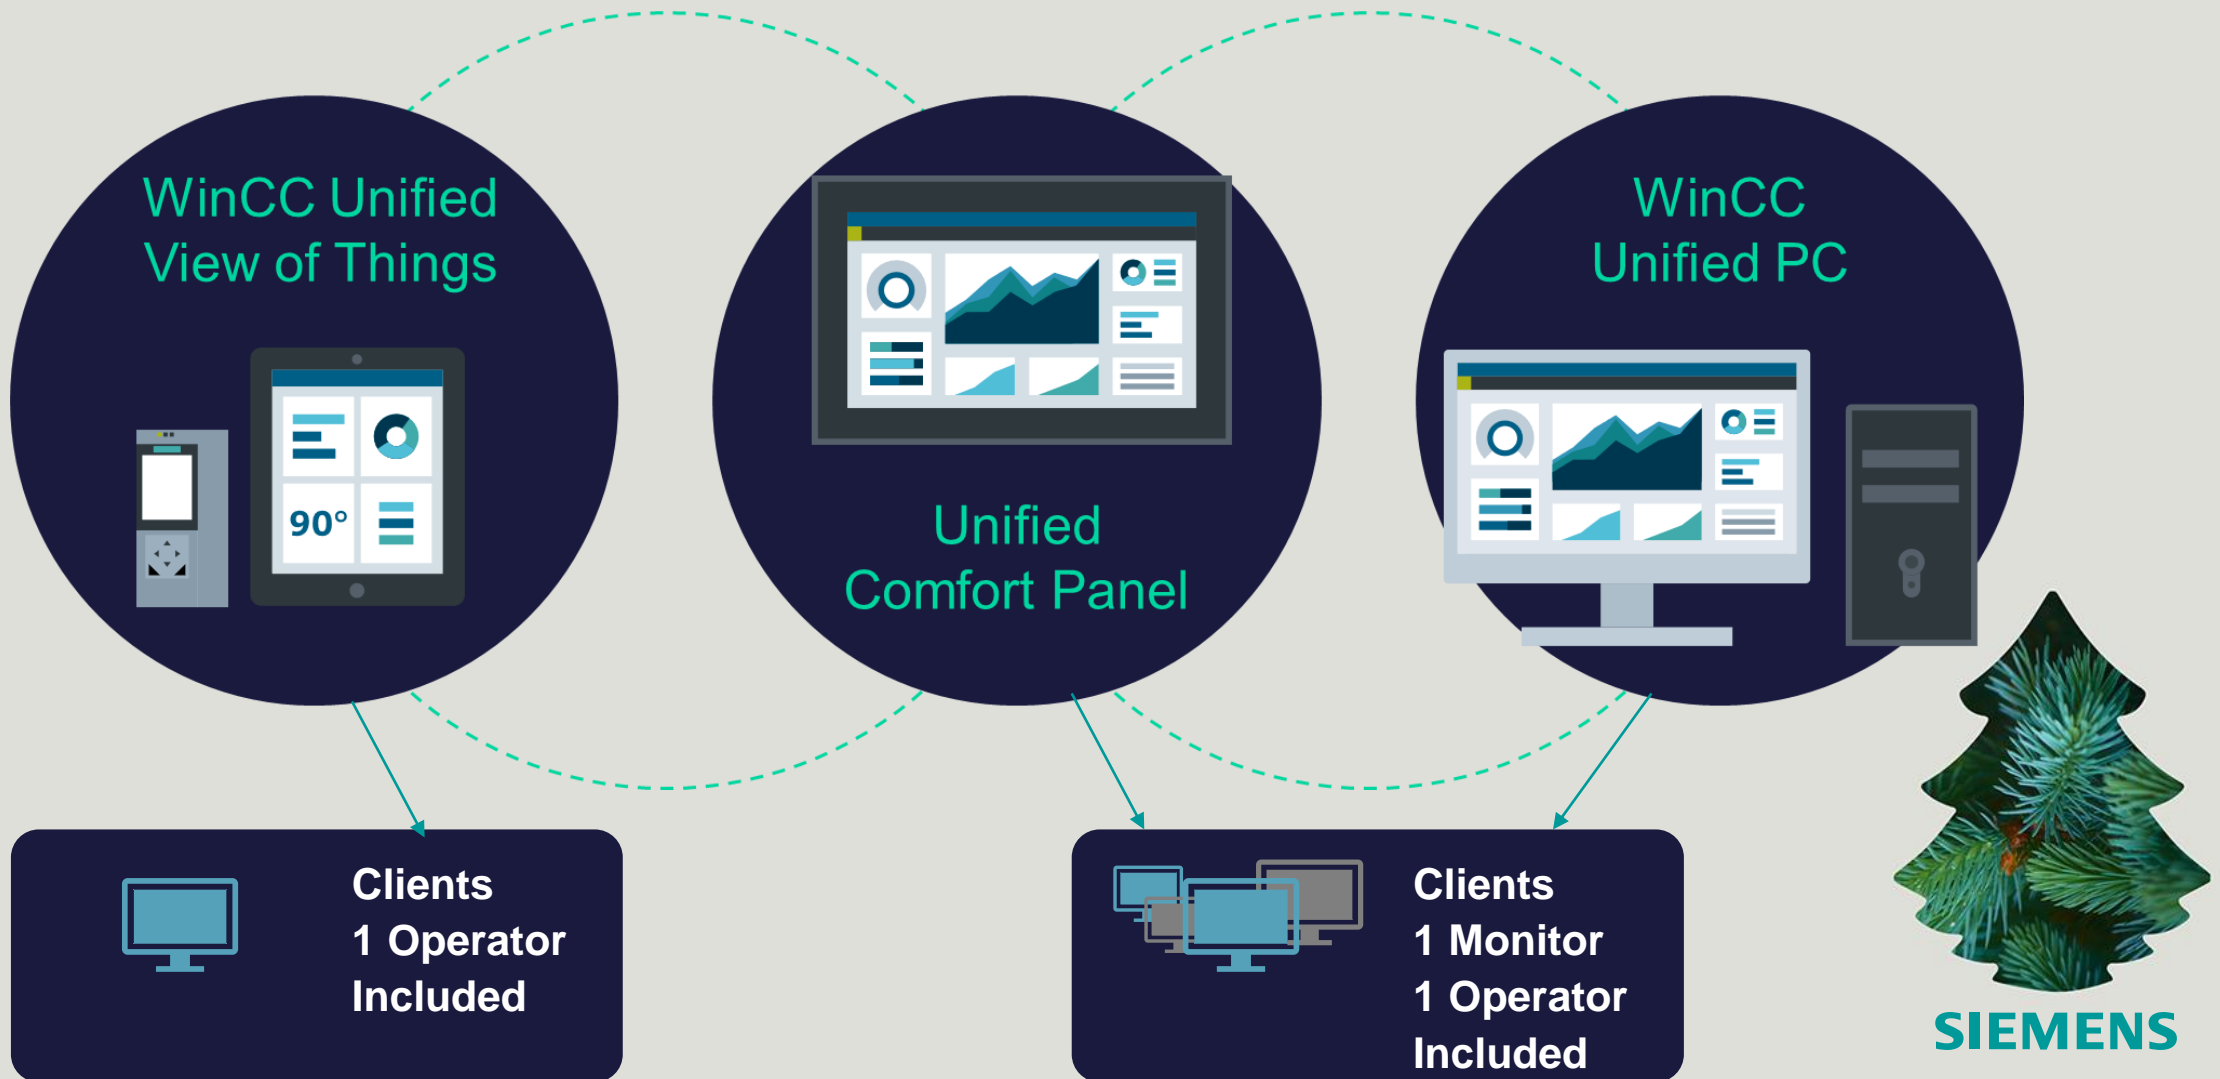 WinCC Unified
View of Things
90°
Unified
Comfort Panel
WinCC
Unified PC
Clients
1 Operator
Included
Clients
1 Monitor
1 Operator
Included
SIEMENS